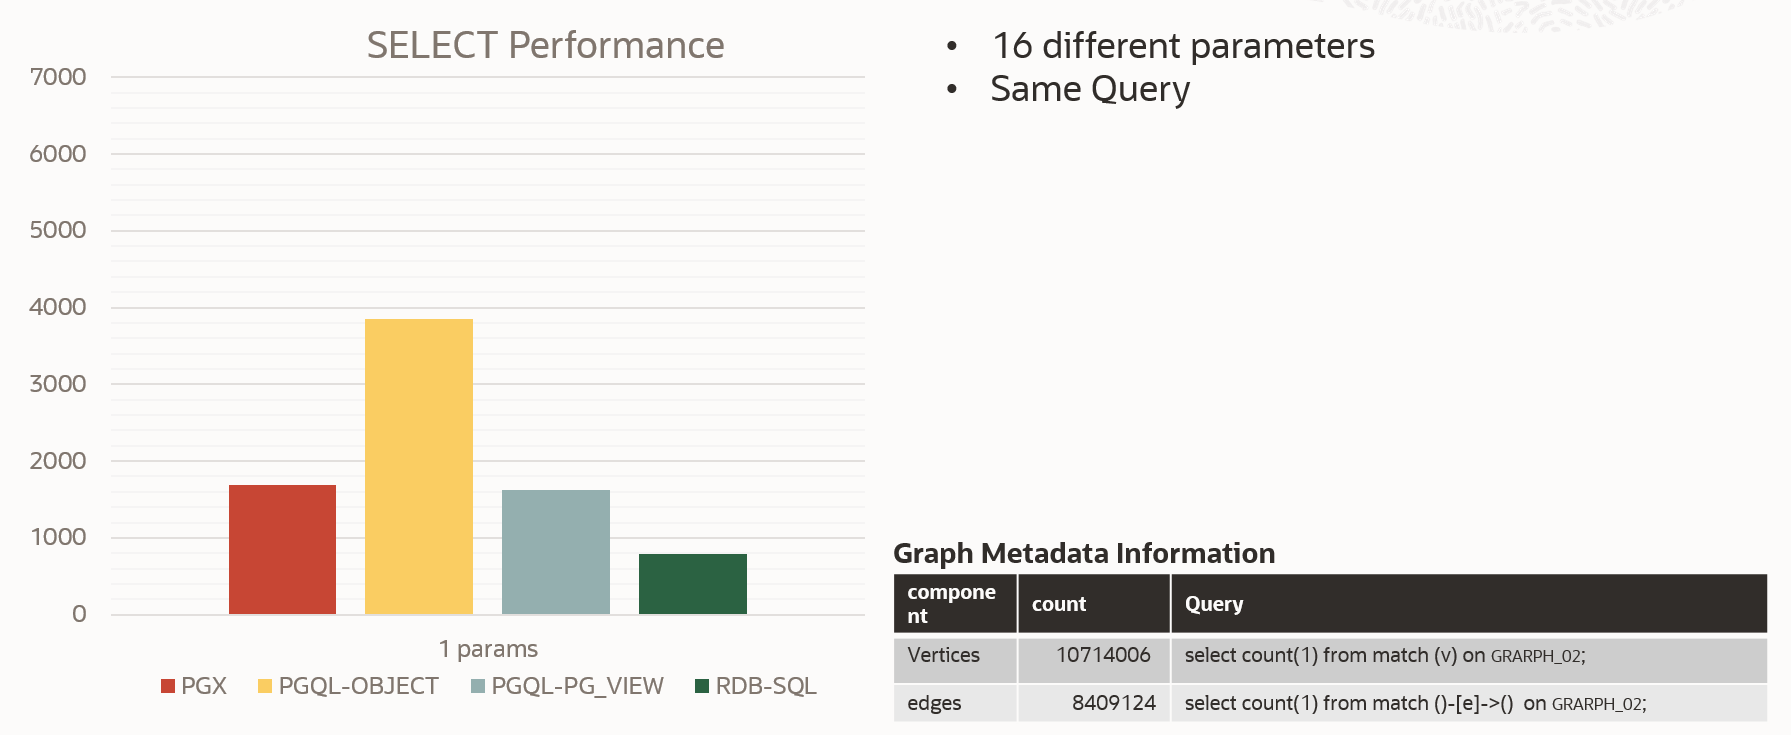 SELECT Performance
7000
6000
5000
4000
3000
2000
1000
0
1 params
PGX PGQL-OBJECT PGQL-PG_VIEW RDB-SQL
• 16 different parameters
• Same Query
Graph Metadata Information
compone
nt count Query
Vertices 10714006 select count(1) from match (v) on GRARPH_02;
edges 8409124 select count(1) from match ()-[e]->() on GRARPH_02;